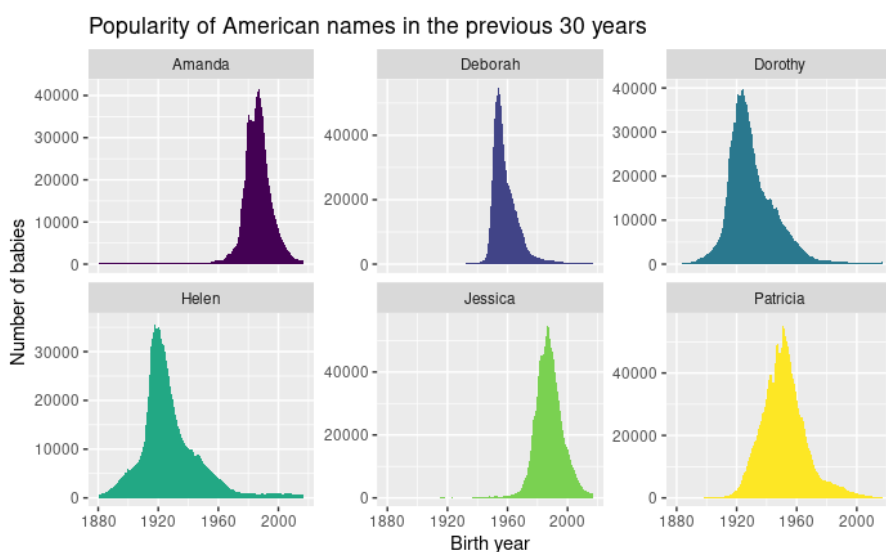 Popularity of American names in the previous 30 years
Amanda
Deborah
Dorothy
40000
30000
20000
10000
0
40000
20000
0
40000
30000
20000
10000
0
Number of babies
Helen
Jessica
Patricia
30000
20000
10000
0
40000
20000
0
40000
20000
0
1880 1920 1960 2000
1880 1920 1960 2000
1880 1920 1960 2000
Birth year